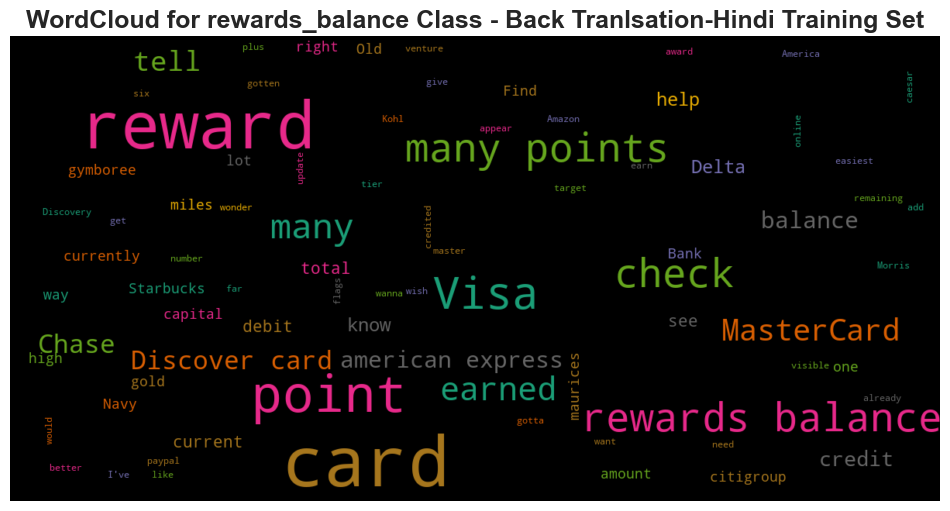 WordCloud for rewards_balance Class - Back Tranlsation-Hindi Training Set
plus right Old venture award America
tell
six gotten give Find help caesar
reward Kohl appear Amazon online
many points
gymboree lot update earn Delta easiest
tier target
Discovery get miles wonder credited remaining add
many balance
currently number master Bank Morris
total check
way Starbucks far flags Visa wanna wish
capital debit know see MasterCard
Chase
high Discover card american express visible one
gold point earned maurices already
Navy would gotta rewards balance
current card want need credit
better I've paypal like amount citigroup